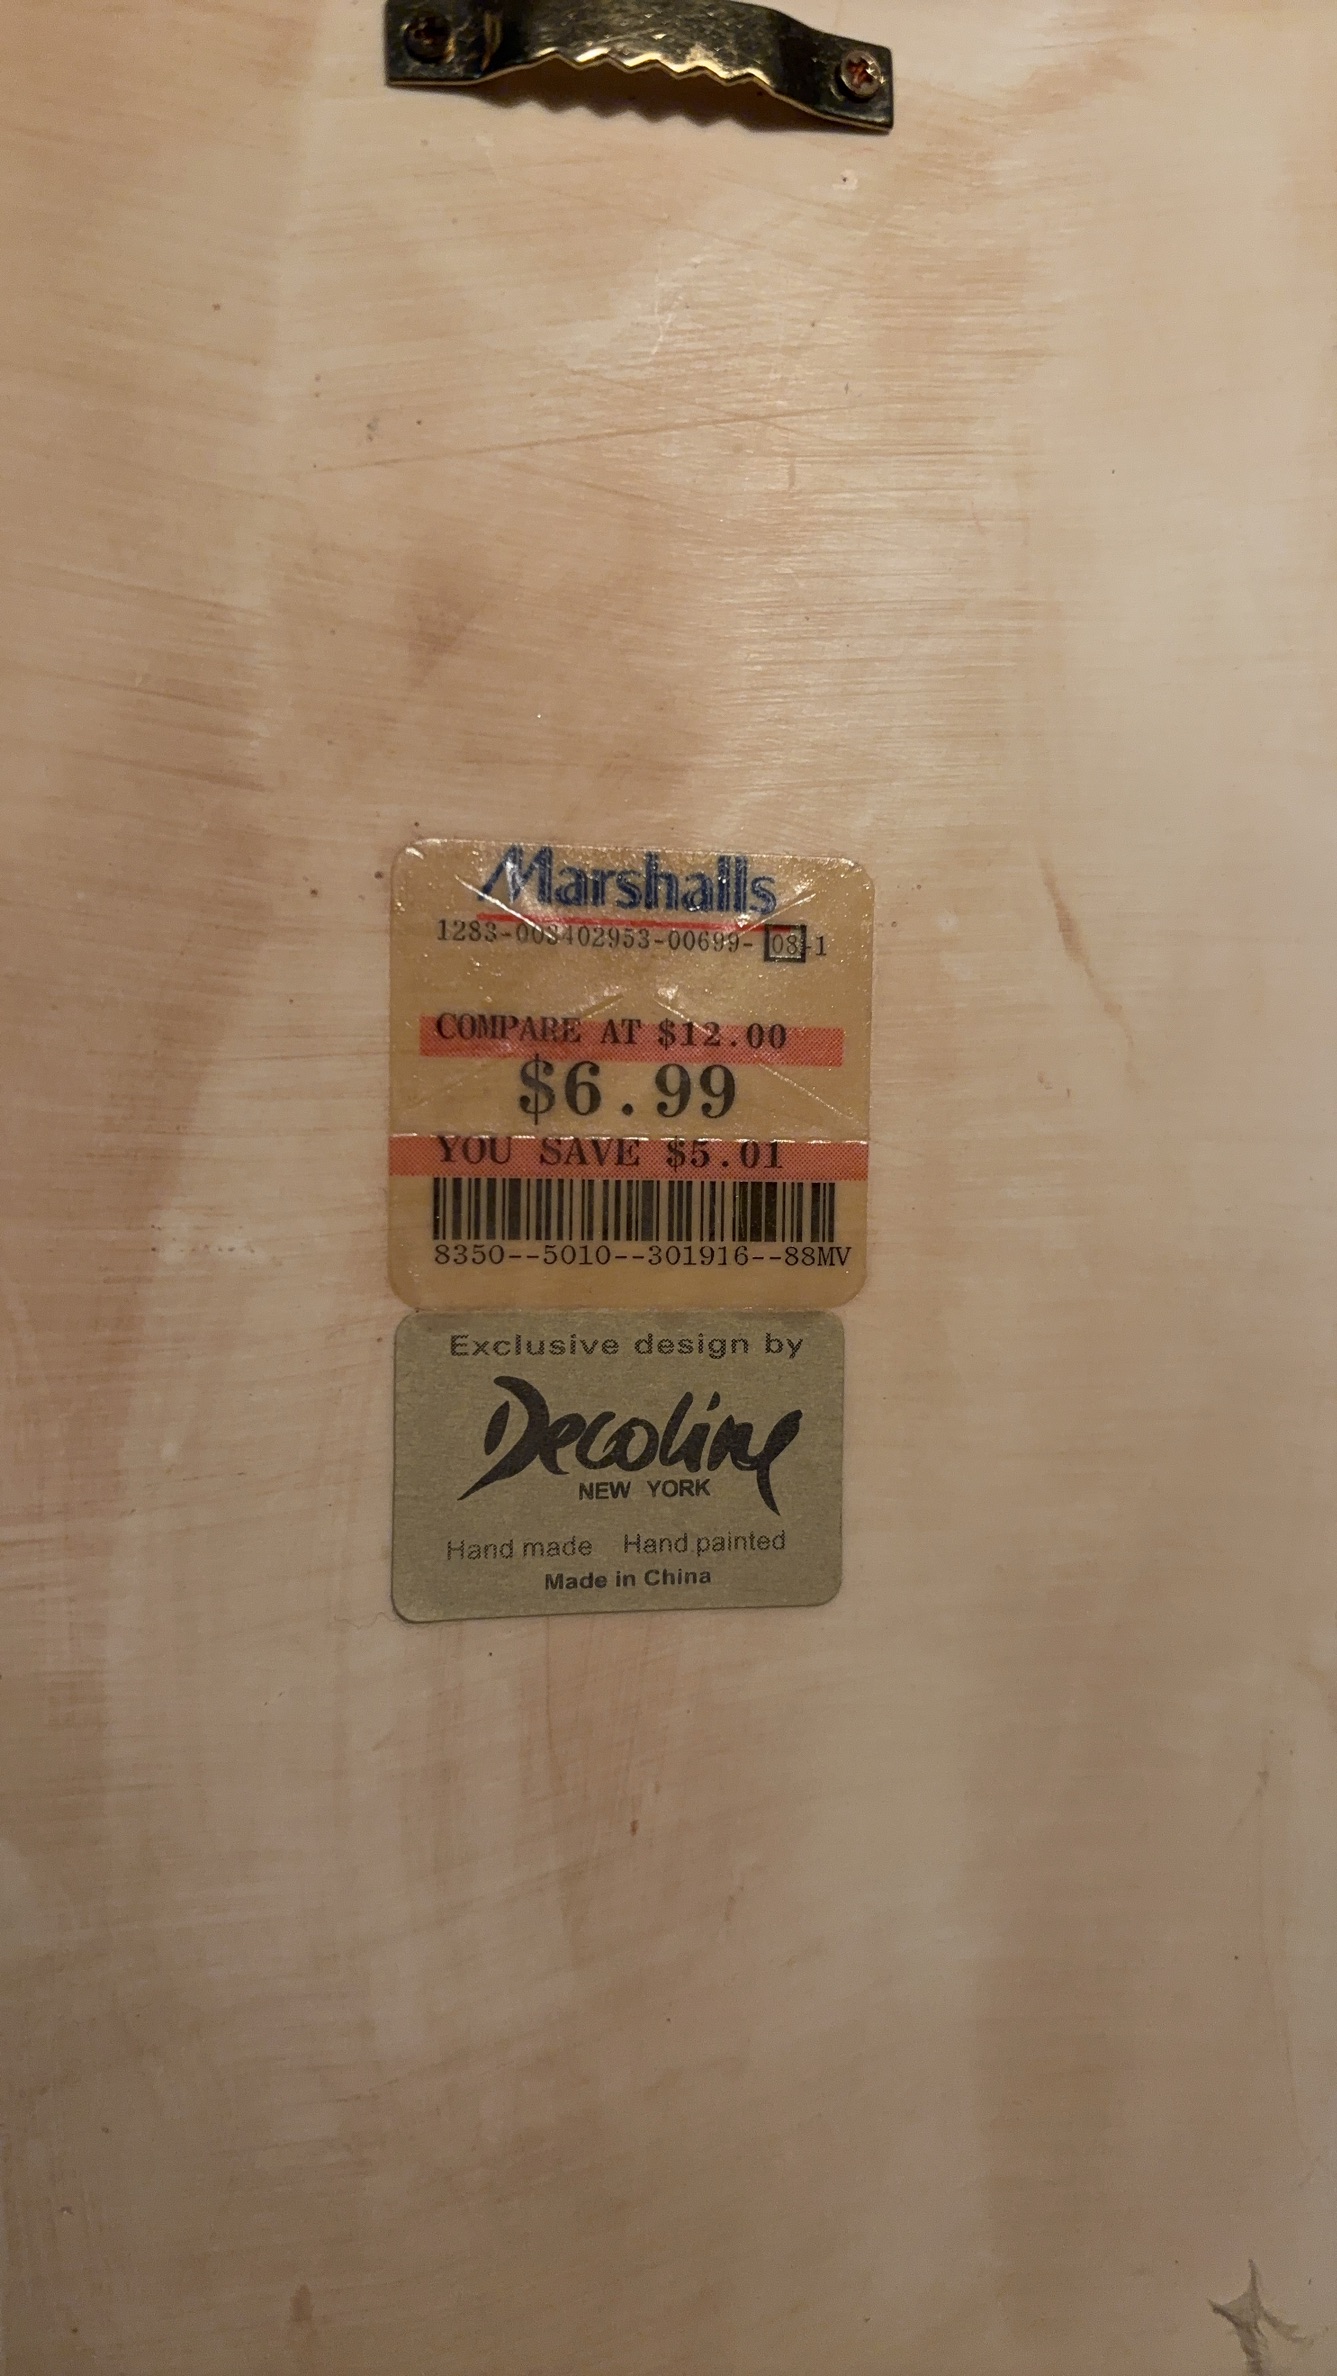 Marshalls
1283-003402953-00699- 08-1
COMPARE AT $12.00
$6.99
YOU SAVE $5.01
8350--5010--301916--88MV
Exclusive design by
Decoline
NEW YORK
Hand made Hand painted
Made in China